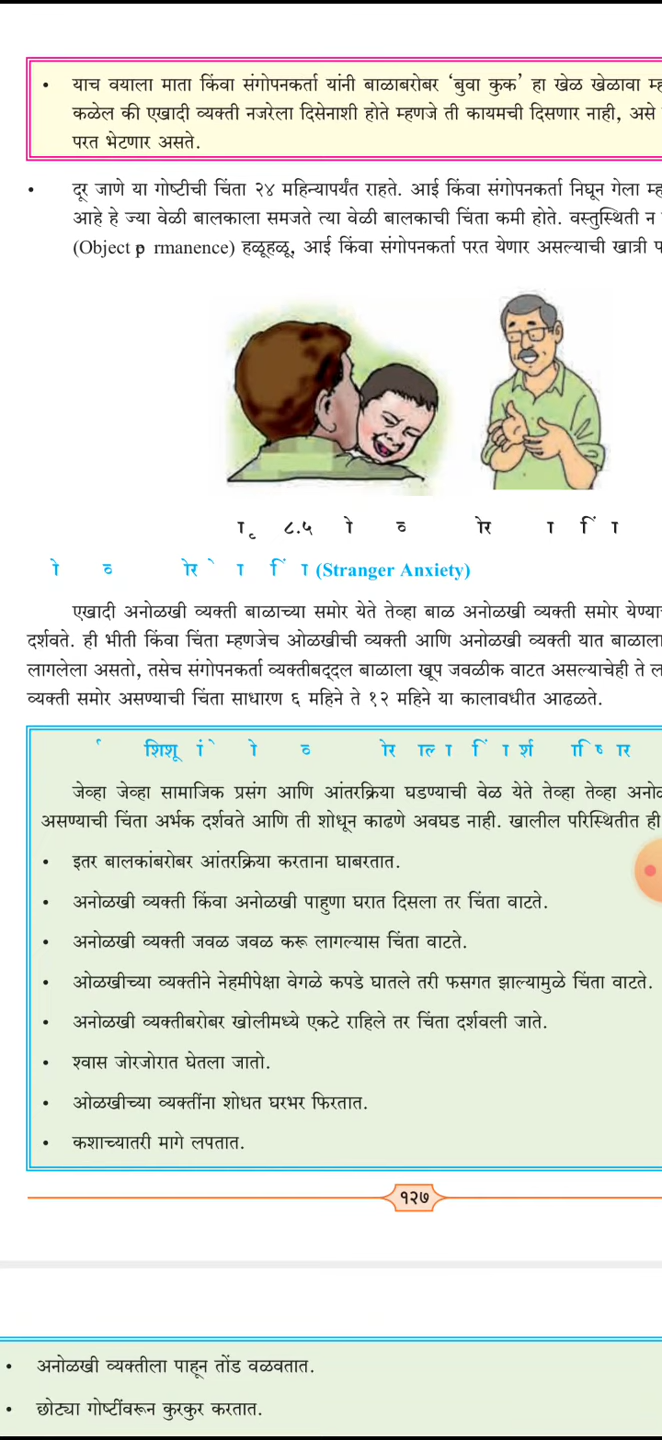 • याच वयाला माता किंवा संगोपनकर्ता यांनी बाळाबरोबर ‘बुवा कुक’ हा खेळ खेळावा
कळेल की एखादी व्यक्ती नजरेला दिसेनाशी होते म्हणजे ती कायमची दिसणार नाही, असे
परत भेटणार असते.
• दूर जाणे या गोष्टीची चिंता २४ महिन्यापर्यंत राहते. आई किंवा संगोपनकर्ता निघून गेला
आहे हे ज्या वेळी बालकाला समजते त्या वेळी बालकाची चिंता कमी होते. वस्तुस्थिती न
(Object p rmanence) हळूहळू, आई किंवा संगोपनकर्ता परत येणार असल्याची खात्री
८.५
(Stranger Anxiety)
एखादी अनोळखी व्यक्ती बाळाच्या समोर येते तेव्हा बाळ अनोळखी व्यक्ती समोर
दर्शवते. ही भीती किंवा चिंता म्हणजेच ओळखीची व्यक्ती आणि अनोळखी व्यक्ती यात बाळाला
लागलेला असतो, तसेच संगोपनकर्ता व्यक्तीबद्दल बाळाला खूप जवळीक वाटत असल्याचेही ते
व्यक्ती समोर असण्याची चिंता साधारण ६ महिने ते १२ महिने या कालावधीत आढळते.
शिशू
जेव्हा जेव्हा सामाजिक प्रसंग आणि आंतरक्रिया घडण्याची वेळ येते तेव्हा तेव्हा
असण्याची चिंता अर्भक दर्शवते आणि ती शोधून काढणे अवघड नाही. खालील परिस्थितीत ही
• इतर बालकांबरोबर आंतरक्रिया करताना घाबरतात.
• अनोळखी व्यक्ती किंवा अनोळखी पाहुणा घरात दिसला तर चिंता वाटते.
• अनोळखी व्यक्ती जवळ जवळ करू लागल्यास चिंता वाटते.
• ओळखीच्या व्यक्तीने नेहमीपेक्षा वेगळे कपडे घातले तरी फसगत झाल्यामुळे चिंता वाटते.
• अनोळखी व्यक्तीबरोबर खोलीमध्ये एकटे राहिले तर चिंता दर्शवली जाते.
• श्वास जोरजोरात घेतला जातो.
• ओळखीच्या व्यक्तींना शोधत घरभर फिरतात.
• कशाच्यातरी मागे लपतात.
१२७
• अनोळखी व्यक्तीला पाहून तोंड वळवतात.
• छोट्या गोष्टींवरून कुरकुर करतात.